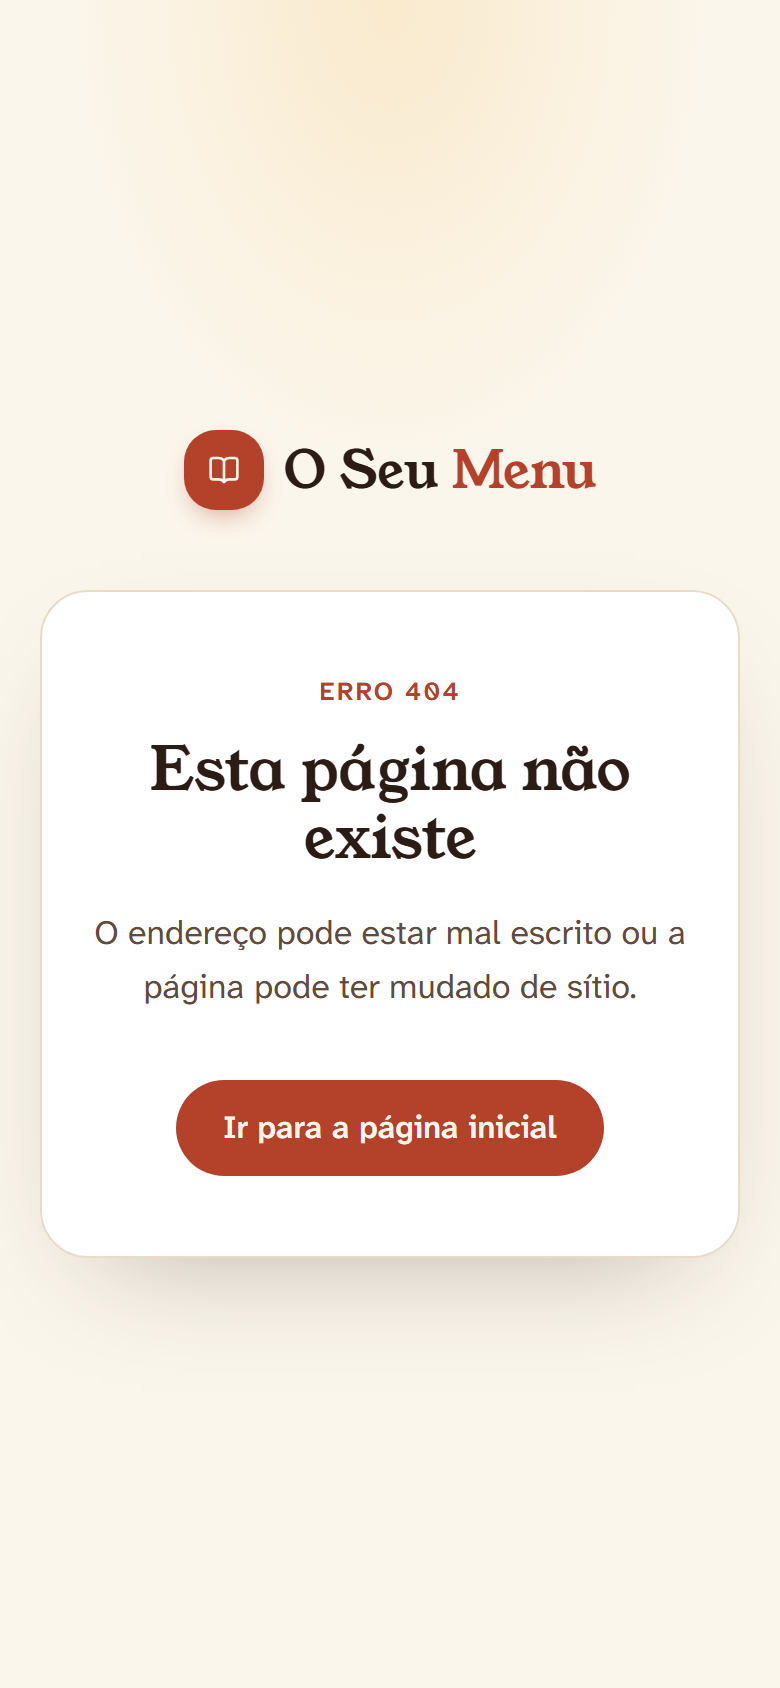 O Seu Menu
ERRO 404
Esta página não
existe
O endereço pode estar mal escrito ou a
página pode ter mudado de sítio.
Ir para a página inicial